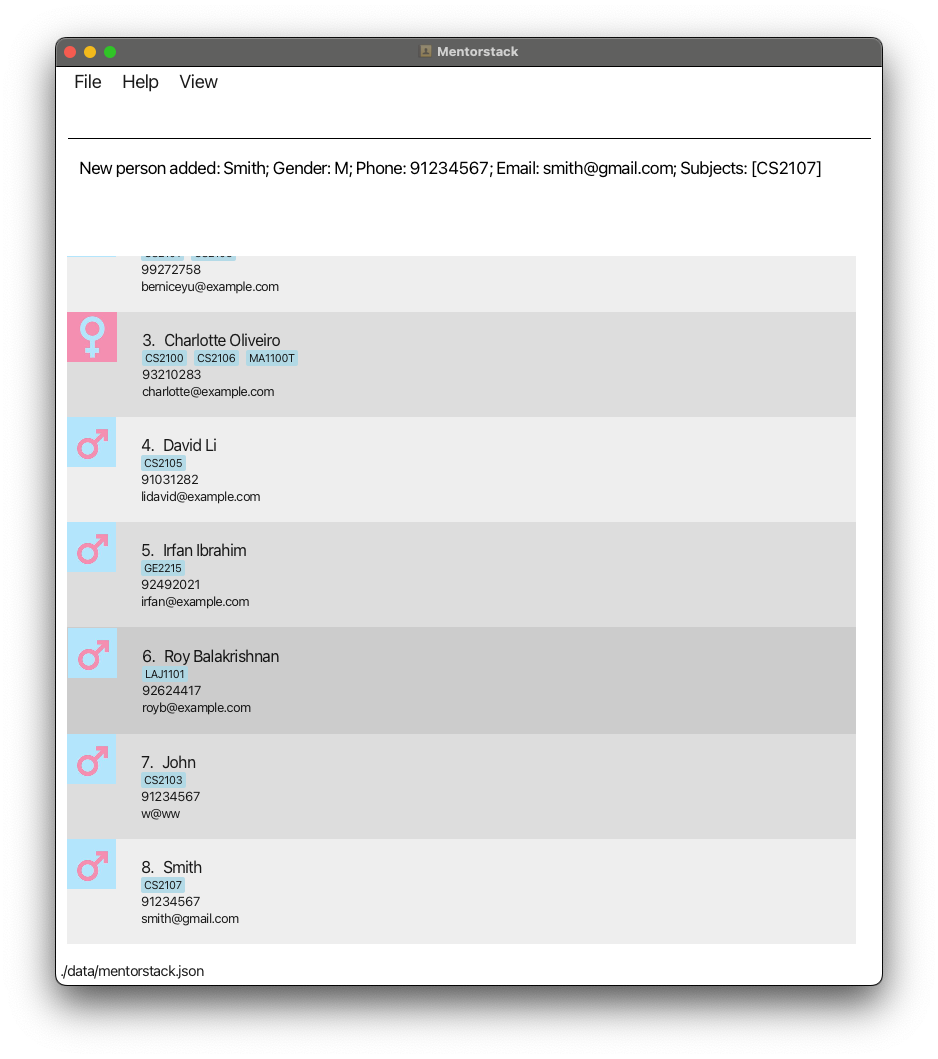 Mentorstack
File Help View
New person added: Smith; Gender: M; Phone: 91234567; Email: smith@gmail.com; Subjects: [CS2107]
99272758
berniceyu@example.com
3. Charlotte Oliveiro
CS2100 CS2106 MA1100T
93210283
charlotte@example.com
4. David Li
CS2105
91031282
lidavid@example.com
5. Irfan Ibrahim
GE2215
92492021
irfan@example.com
6. Roy Balakrishnan
LAJ1101
92624417
royb@example.com
7. John
CS2103
91234567
w@ww
8. Smith
CS2107
91234567
smith@gmail.com
./data/mentorstack.json